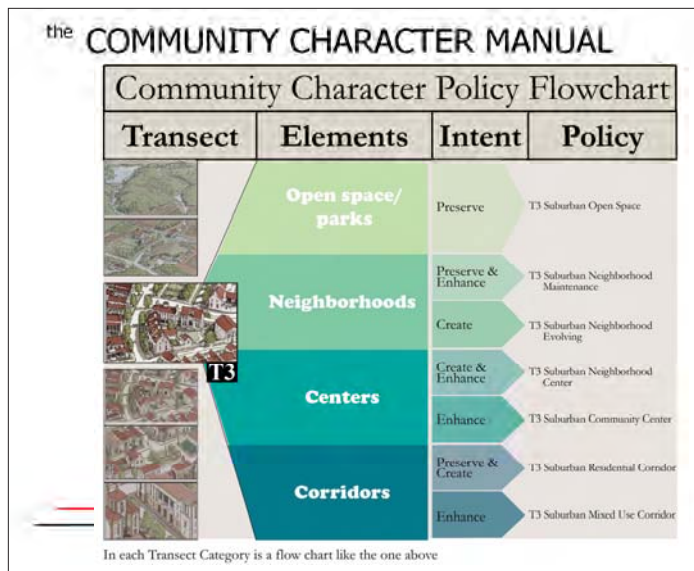 the COMMUNITY CHARACTER MANUAL
Community Character Policy Flowchart
Transect Elements Intent Policy
Open space/
parks
Preserve
T3 Suburban Open Space
Neighborhoods
Preserve &
Enhance
T3 Suburban Neighborhood
Maintenance
Create
T3 Suburban Neighborhood
Evolving
T3
Centers
Create &
Enhance
T3 Suburban Neighborhood
Center
Enhance
T3 Suburban Community Center
Corridors
Preserve &
Create
T3 Suburban Residential Corridor
Enhance
T3 Suburban Mixed Use Corridor
In each Transect Category is a flow chart like the one above